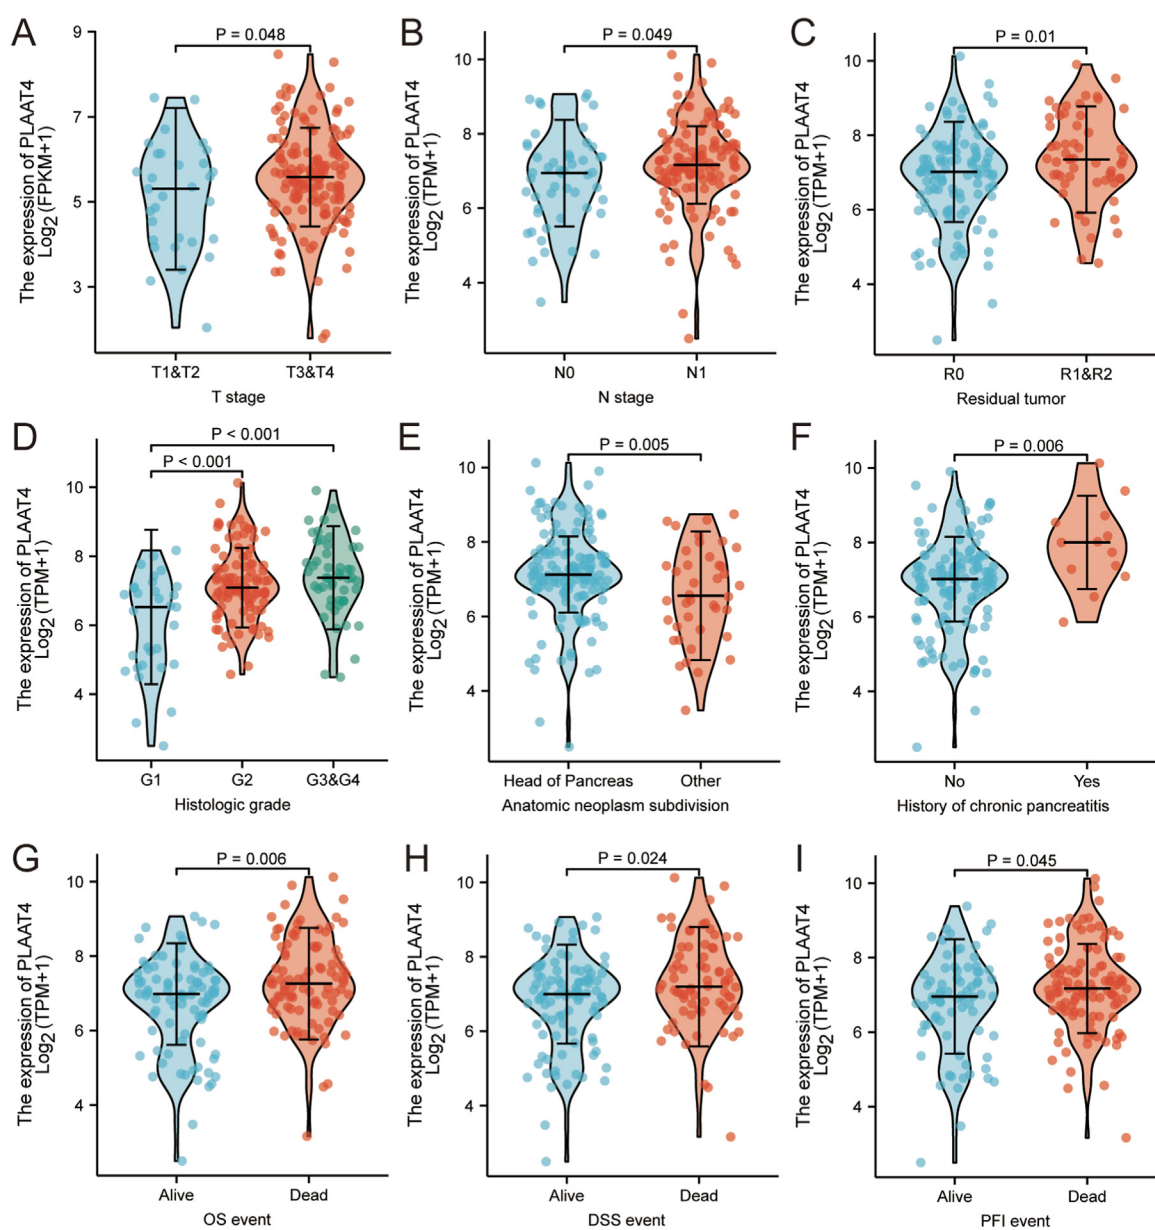 A
The expression of PLAAT4
Log2 (FPKM+1)
P = 0.048
9
7
5
3
T1&T2 T3&T4
T stage
B
The expression of PLAAT4
Log2 (TPM+1)
P = 0.049
10
8
6
4
N0 N1
N stage
C
The expression of PLAAT4
Log2 (TPM+1)
P = 0.01
10
8
6
4
R0 R1&R2
Residual tumor
D
The expression of PLAAT4
Log2 (TPM+1)
P < 0.001
P < 0.001
10
8
6
4
G1 G2 G3&G4
Histologic grade
E
The expression of PLAAT4
Log2 (TPM+1)
P = 0.005
10
8
6
4
Head of Pancreas Other
Anatomic neoplasm subdivision
F
The expression of PLAAT4
Log2 (TPM+1)
P = 0.006
10
8
6
4
No Yes
History of chronic pancreatitis
G
The expression of PLAAT4
Log2 (TPM+1)
P = 0.006
10
8
6
4
Alive Dead
OS event
H
The expression of PLAAT4
Log2 (TPM+1)
P = 0.024
10
8
6
4
Alive Dead
DSS event
I
The expression of PLAAT4
Log2 (TPM+1)
P = 0.045
10
8
6
4
Alive Dead
PFI event